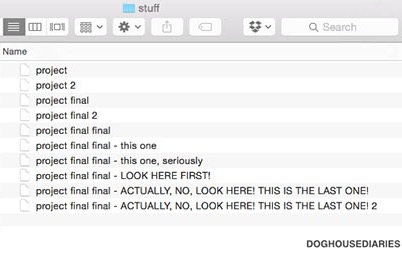 stuff
Search
Name
project
project 2
project final
project final 2
project final final
project final final - this one
project final final - this one, seriously
project final final - LOOK HERE FIRST!
project final final - ACTUALLY, NO, LOOK HERE! THIS IS THE LAST ONE!
project final final - ACTUALLY, NO, LOOK HERE! THIS IS THE LAST ONE! 2
DOGHOUSEDIARIES